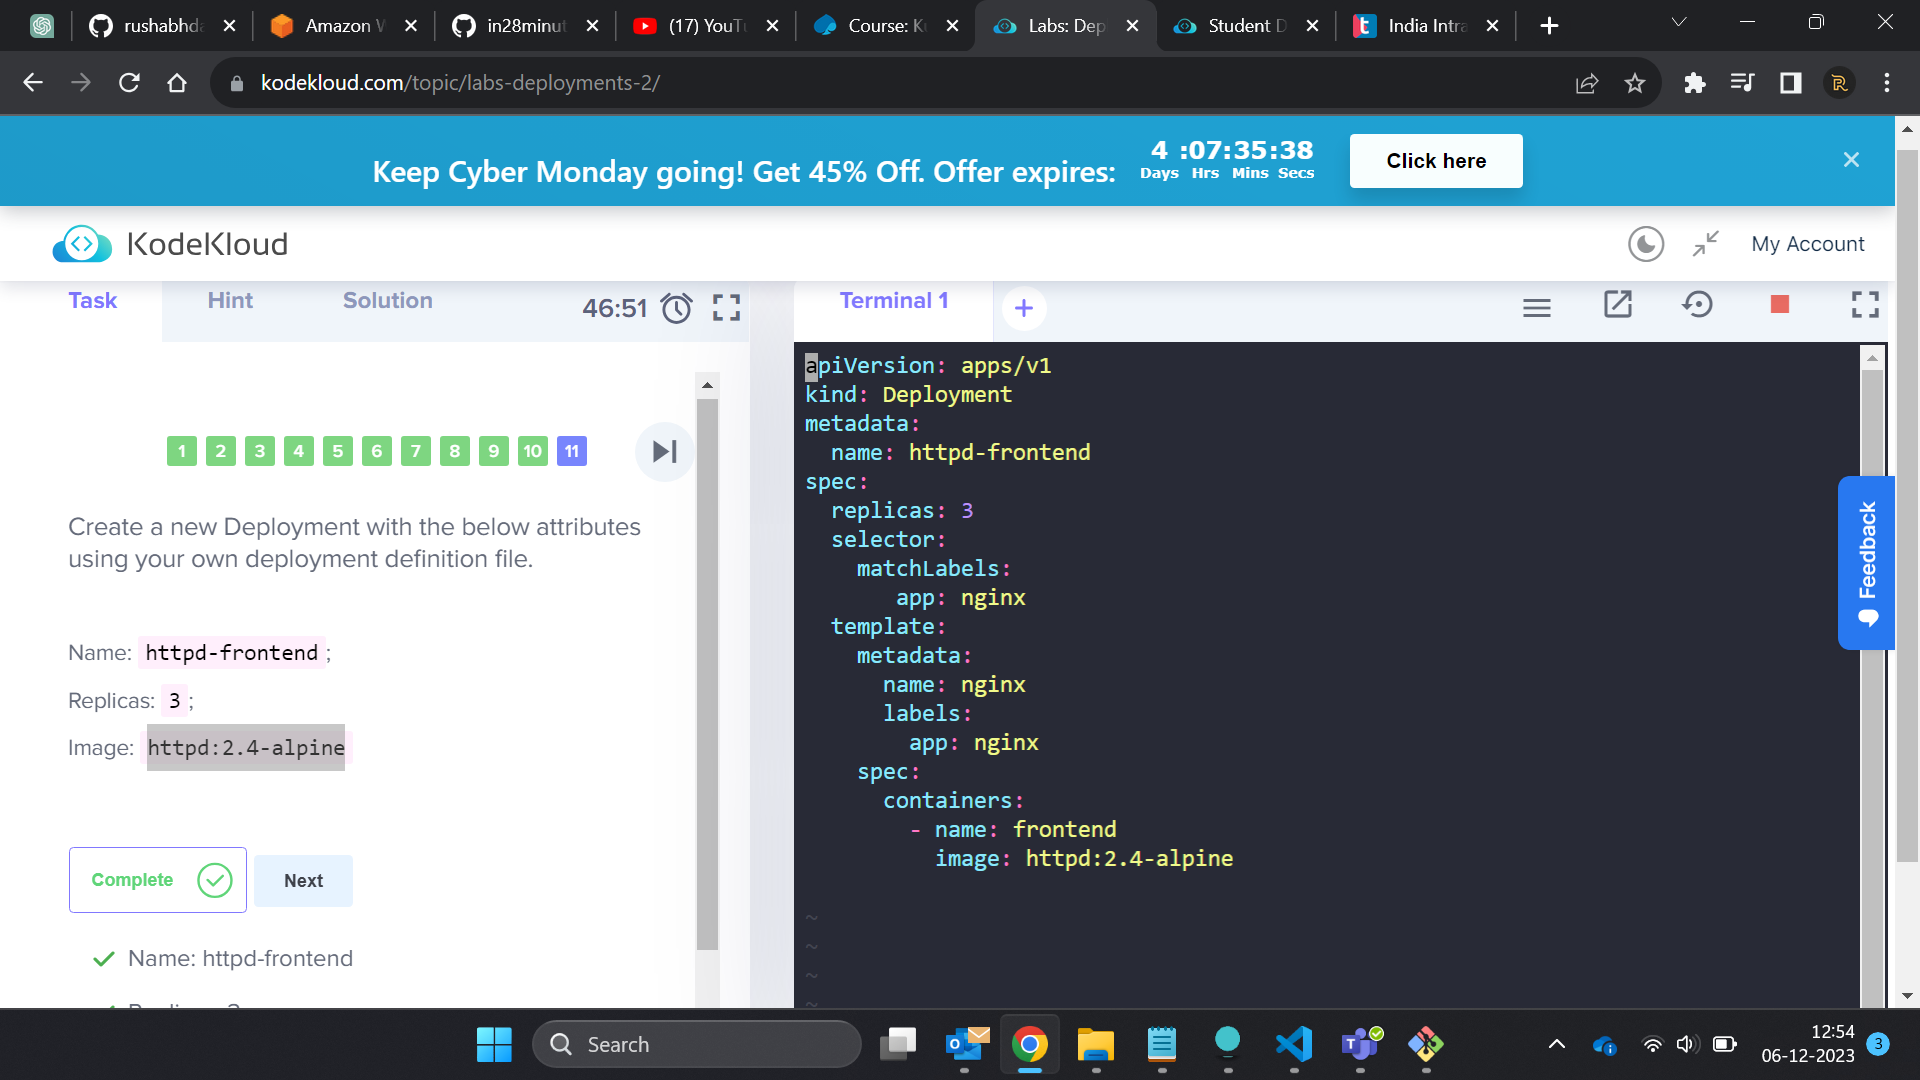 rushabhda
Amazon W
in28minut
(17) YouTu
Course: Ku
Labs: Dep
Student D
India Intra
kodekloud.com/topic/labs-deployments-2/
Keep Cyber Monday going! Get 45% Off. Offer expires:
4 :07:35:38
Days Hrs Mins Secs
Click here
KodeKloud
My Account
Task
Hint
Solution
46:51
Terminal 1
1 2 3 4 5 6 7 8 9 10 11
Create a new Deployment with the below attributes
using your own deployment definition file.
Name: httpd-frontend;
Replicas: 3;
Image: httpd:2.4-alpine
Complete
Next
Name: httpd-frontend
apiVersion: apps/v1
kind: Deployment
metadata:
  name: httpd-frontend
spec:
  replicas: 3
  selector:
    matchLabels:
       app: nginx
  template:
    metadata:
      name: nginx
      labels:
        app: nginx
    spec:
      containers:
        - name: frontend
          image: httpd:2.4-alpine
~
~
~
~
Feedback
Search
12:54
06-12-2023
3